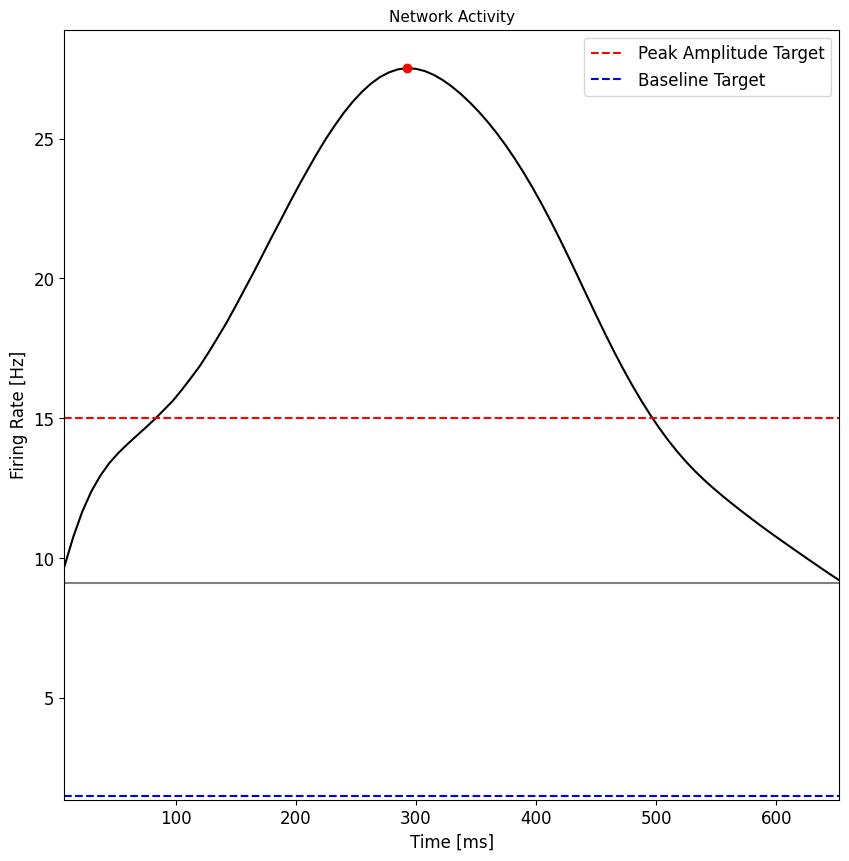 Network Activity
Peak Amplitude Target
Baseline Target
Firing Rate [Hz]
25
20
15
10
5
100 200 300 400 500 600
Time [ms]